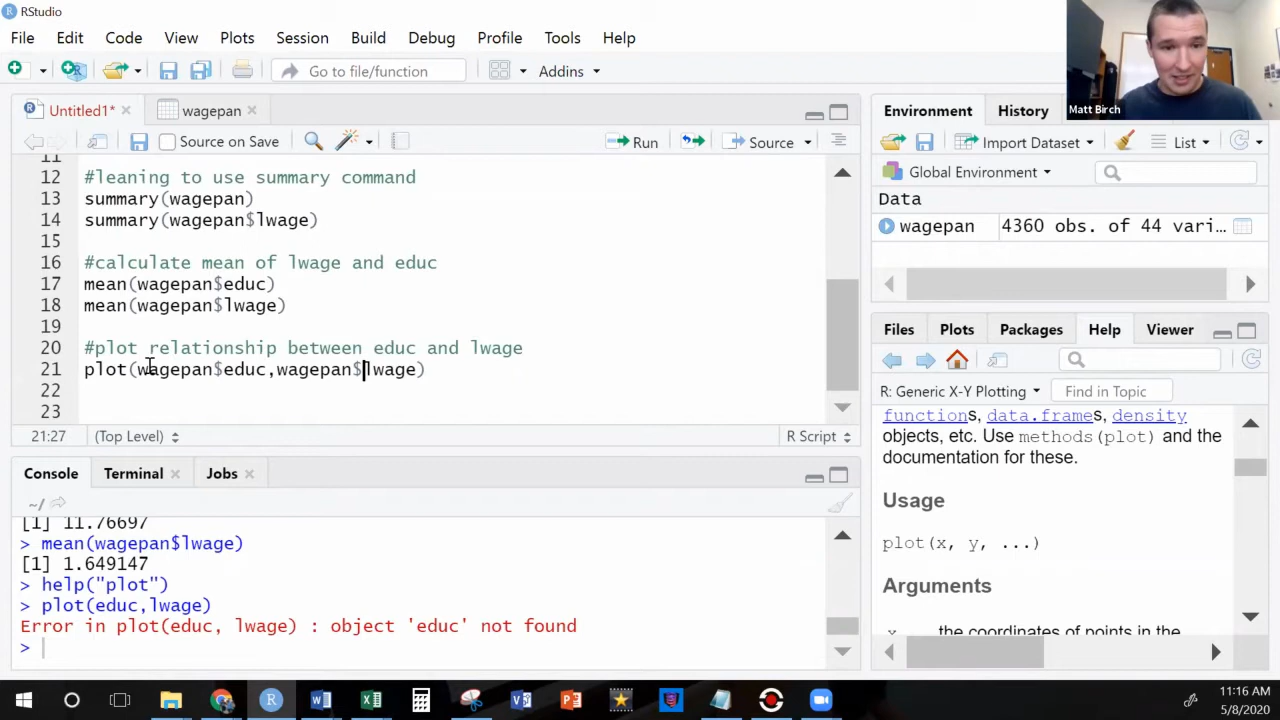 RStudio
File Edit Code View Plots Session Build Debug Profile Tools Help
Go to file/function Addins
Matt Birch
Untitled1* wagepan
Source on Save Run Source
11
12 #leaning to use summary command
13 summary(wagepan)
14 summary(wagepan$lwage)
15
16 #calculate mean of lwage and educ
17 mean(wagepan$educ)
18 mean(wagepan$lwage)
19
20 #plot relationship between educ and lwage
21 plot(wagepan$educ,wagepan$lwage)
22
23
21:27 (Top Level) R Script
Console Terminal Jobs
~/
[1] 11.76697
> mean(wagepan$lwage)
[1] 1.649147
> help("plot")
> plot(educ,lwage)
Error in plot(educ, lwage) : object 'educ' not found
>
Environment History
Import Dataset List
Global Environment
Data
wagepan 4360 obs. of 44 vari…
Files Plots Packages Help Viewer
R: Generic X-Y Plotting Find in Topic
functions, data.frames, density
objects, etc. Use methods(plot) and the
documentation for these.
Usage
plot(x, y, ...)
Arguments
x the coordinates of points in the
11:16 AM
5/8/2020